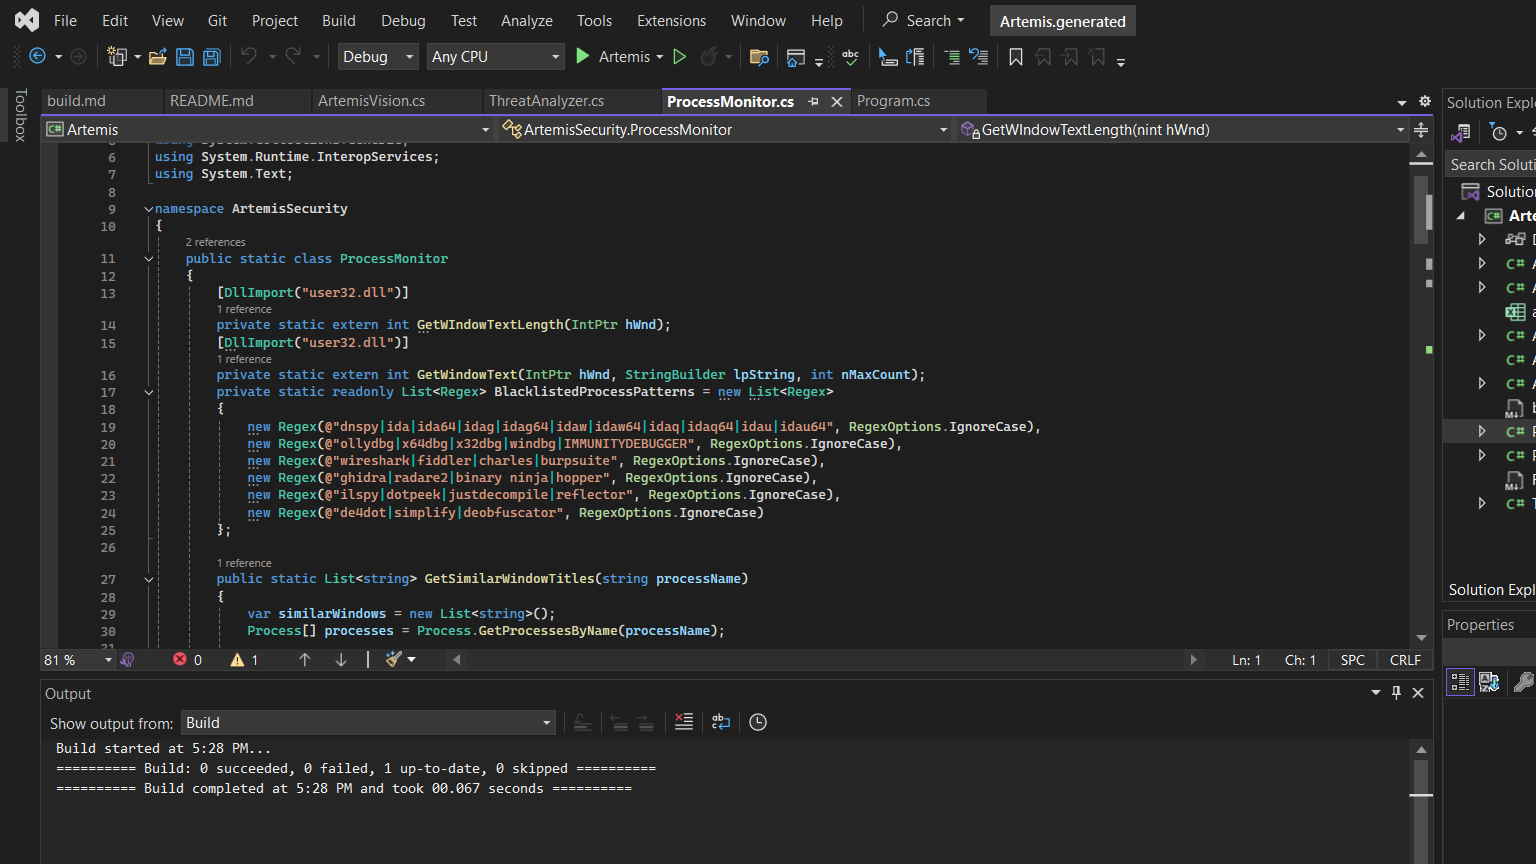 File Edit View Git Project Build Debug Test Analyze Tools Extensions Window Help Search Artemis.generated
Debug Any CPU Artemis
Toolbox
build.md README.md ArtemisVision.cs ThreatAnalyzer.cs ProcessMonitor.cs Program.cs
Artemis ArtemisSecurity.ProcessMonitor GetWIndowTextLength(nint hWnd)
6 using System.Runtime.InteropServices;
7 using System.Text;
8
9 namespace ArtemisSecurity
10 {
2 references
11 public static class ProcessMonitor
12 {
13 [DllImport("user32.dll")]
1 reference
14 private static extern int GetWIndowTextLength(IntPtr hWnd);
15 [DllImport("user32.dll")]
1 reference
16 private static extern int GetWindowText(IntPtr hWnd, StringBuilder lpString, int nMaxCount);
17 private static readonly List<Regex> BlacklistedProcessPatterns = new List<Regex>
18 {
19 new Regex(@"dnspy|ida|ida64|idag|idag64|idaw|idaw64|idaq|idaq64|idau|idau64", RegexOptions.IgnoreCase),
20 new Regex(@"ollydbg|x64dbg|x32dbg|windbg|IMMUNITYDEBUGGER", RegexOptions.IgnoreCase),
21 new Regex(@"wireshark|fiddler|charles|burpsuite", RegexOptions.IgnoreCase),
22 new Regex(@"ghidra|radare2|binary ninja|hopper", RegexOptions.IgnoreCase),
23 new Regex(@"ilspy|dotpeek|justdecompile|reflector", RegexOptions.IgnoreCase),
24 new Regex(@"de4dot|simplify|deobfuscator", RegexOptions.IgnoreCase)
25 };
26
1 reference
27 public static List<string> GetSimilarWindowTitles(string processName)
28 {
29 var similarWindows = new List<string>();
30 Process[] processes = Process.GetProcessesByName(processName);
81 % 0 1 Ln: 1 Ch: 1 SPC CRLF
Output
Show output from: Build
Build started at 5:28 PM...
========== Build: 0 succeeded, 0 failed, 1 up-to-date, 0 skipped ==========
========== Build completed at 5:28 PM and took 00.067 seconds ==========
Solution Expl
Search Soluti
Solution
Arte
Solution Expl
Properties